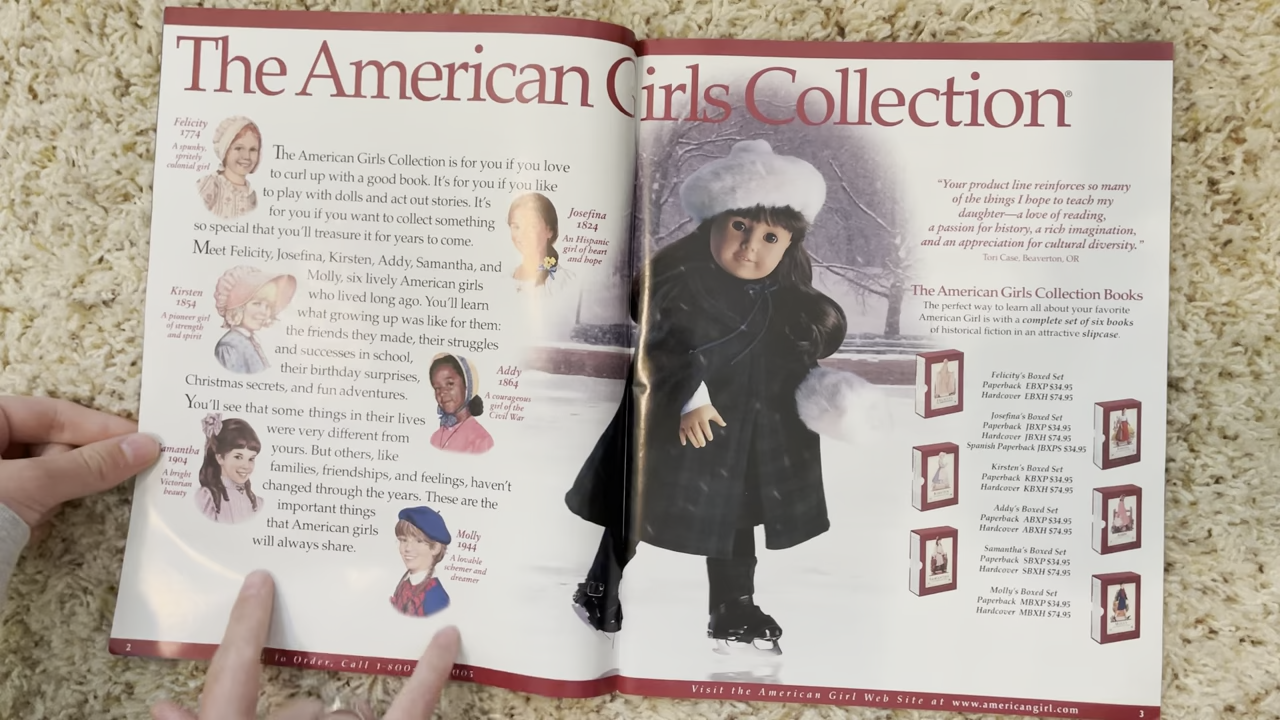 The American Girls Collection®
Felicity
1774
A spunky,
spritely
colonial girl
The American Girls Collection is for you if you love
to curl up with a good book. It's for you if you like
to play with dolls and act out stories. It's
for you if you want to collect something
so special that you'll treasure it for years to come.
Josefina
1824
An Hispanic
girl of heart
and hope
Meet Felicity, Josefina, Kirsten, Addy, Samantha, and
Molly, six lively American girls
who lived long ago. You'll learn
what growing up was like for them:
the friends they made, their struggles
and successes in school,
their birthday surprises,
Christmas secrets, and fun adventures.
Kirsten
1854
A pioneer girl
of strength
and spirit
Addy
1864
A courageous
girl of the
Civil War
You'll see that some things in their lives
were very different from
yours. But others, like
families, friendships, and feelings, haven't
changed through the years. These are the
important things
that American girls
will always share.
amantha
1904
A bright
Victorian
beauty
Molly
1944
A lovable
schemer and
dreamer
2
To Order, Call 1-800
"Your product line reinforces so many
of the things I hope to teach my
daughter—a love of reading,
a passion for history, a rich imagination,
and an appreciation for cultural diversity."
Tori Case, Beaverton, OR
The American Girls Collection Books
The perfect way to learn all about your favorite
American Girl is with a complete set of six books
of historical fiction in an attractive slipcase.
Felicity's Boxed Set
Paperback EBXP $34.95
Hardcover EBXH $74.95
Josefina's Boxed Set
Paperback JBXP $34.95
Hardcover JBXH $74.95
Spanish Paperback JBXPS $34.95
Kirsten's Boxed Set
Paperback KBXP $34.95
Hardcover KBXH $74.95
Addy's Boxed Set
Paperback ABXP $34.95
Hardcover ABXH $74.95
Samantha's Boxed Set
Paperback SBXP $34.95
Hardcover SBXH $74.95
Molly's Boxed Set
Paperback MBXP $34.95
Hardcover MBXH $74.95
Visit the American Girl Web Site at www.americangirl.com
3